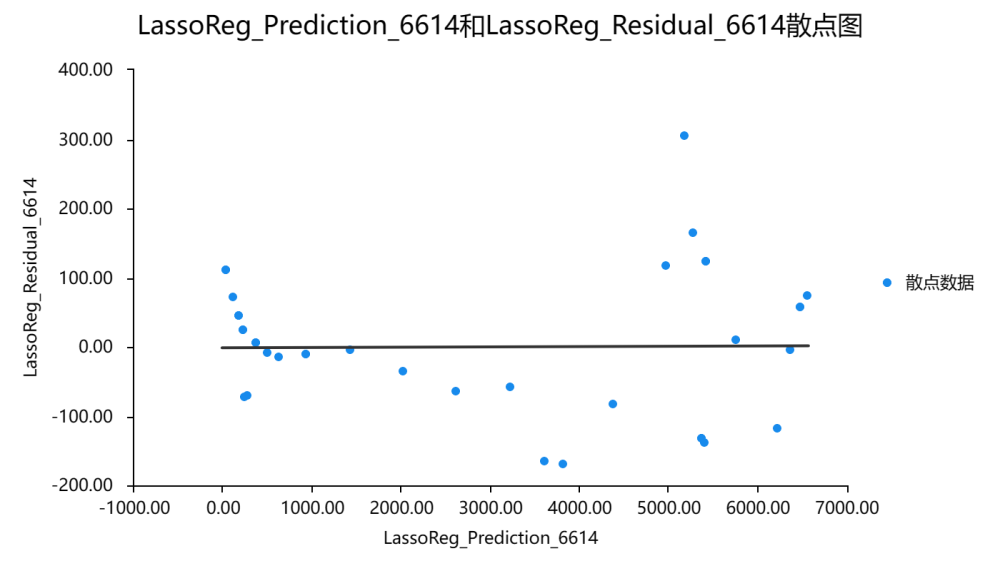 LassoReg_Prediction_6614和LassoReg_Residual_6614散点图
400.00
300.00
200.00
100.00
0.00
-100.00
-200.00
LassoReg_Residual_6614
-1000.00 0.00 1000.00 2000.00 3000.00 4000.00 5000.00 6000.00 7000.00
LassoReg_Prediction_6614
散点数据